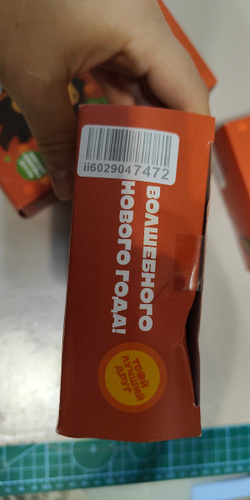 ii6029047472
ВОЛШЕБНОГО
НОВОГО ГОДА!
ТВОЙ
ЛУЧШИЙ
ДРУГ